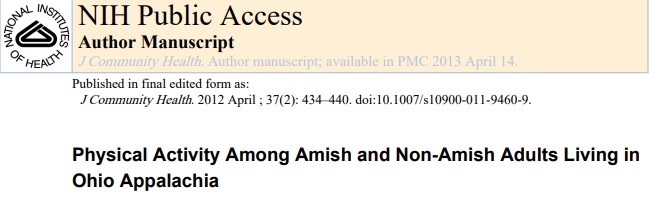 NATIONAL INSTITUTES
OF HEALTH
NIH Public Access
Author Manuscript
J Community Health. Author manuscript; available in PMC 2013 April 14.
Published in final edited form as:
J Community Health. 2012 April ; 37(2): 434–440. doi:10.1007/s10900-011-9460-9.
Physical Activity Among Amish and Non-Amish Adults Living in
Ohio Appalachia